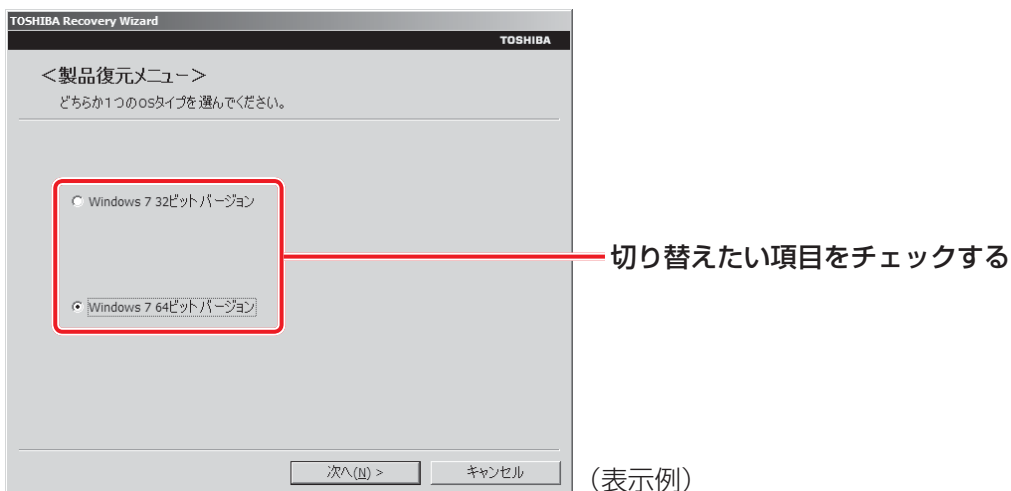 TOSHIBA Recovery Wizard
TOSHIBA
＜製品復元メニュー＞
どちらか1つのOSタイプを選んでください。
Windows 7 32ビットバージョン
切り替えたい項目をチェックする
Windows 7 64ビットバージョン
次へ(N) >
キャンセル
（表示例）